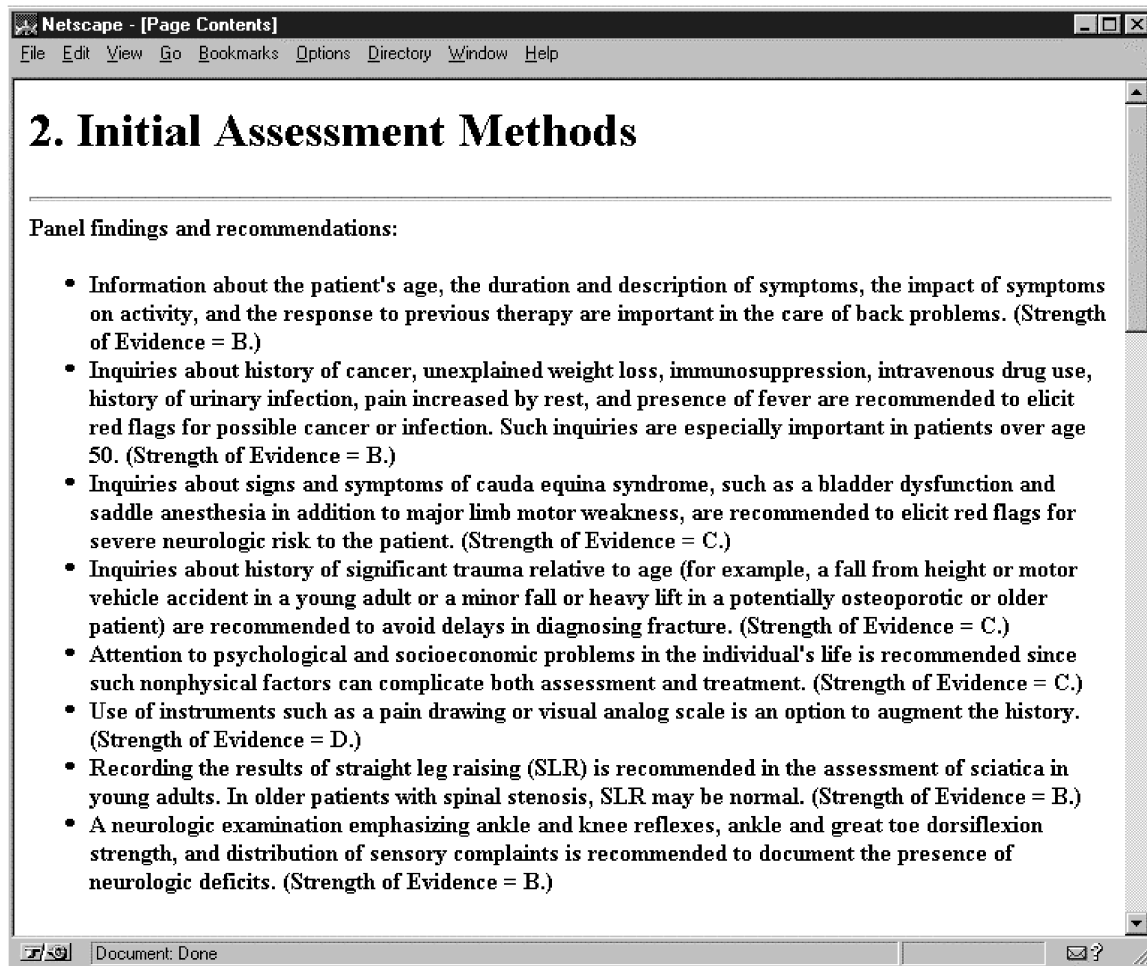 Netscape - [Page Contents]
File Edit View Go Bookmarks Options Directory Window Help
2. Initial Assessment Methods
Panel findings and recommendations:
• Information about the patient's age, the duration and description of symptoms, the impact of symptoms
on activity, and the response to previous therapy are important in the care of back problems. (Strength
of Evidence = B.)
• Inquiries about history of cancer, unexplained weight loss, immunosuppression, intravenous drug use,
history of urinary infection, pain increased by rest, and presence of fever are recommended to elicit
red flags for possible cancer or infection. Such inquiries are especially important in patients over age
50. (Strength of Evidence = B.)
• Inquiries about signs and symptoms of cauda equina syndrome, such as a bladder dysfunction and
saddle anesthesia in addition to major limb motor weakness, are recommended to elicit red flags for
severe neurologic risk to the patient. (Strength of Evidence = C.)
• Inquiries about history of significant trauma relative to age (for example, a fall from height or motor
vehicle accident in a young adult or a minor fall or heavy lift in a potentially osteoporotic or older
patient) are recommended to avoid delays in diagnosing fracture. (Strength of Evidence = C.)
• Attention to psychological and socioeconomic problems in the individual's life is recommended since
such nonphysical factors can complicate both assessment and treatment. (Strength of Evidence = C.)
• Use of instruments such as a pain drawing or visual analog scale is an option to augment the history.
(Strength of Evidence = D.)
• Recording the results of straight leg raising (SLR) is recommended in the assessment of sciatica in
young adults. In older patients with spinal stenosis, SLR may be normal. (Strength of Evidence = B.)
• A neurologic examination emphasizing ankle and knee reflexes, ankle and great toe dorsiflexion
strength, and distribution of sensory complaints is recommended to document the presence of
neurologic deficits. (Strength of Evidence = B.)
Document: Done
?